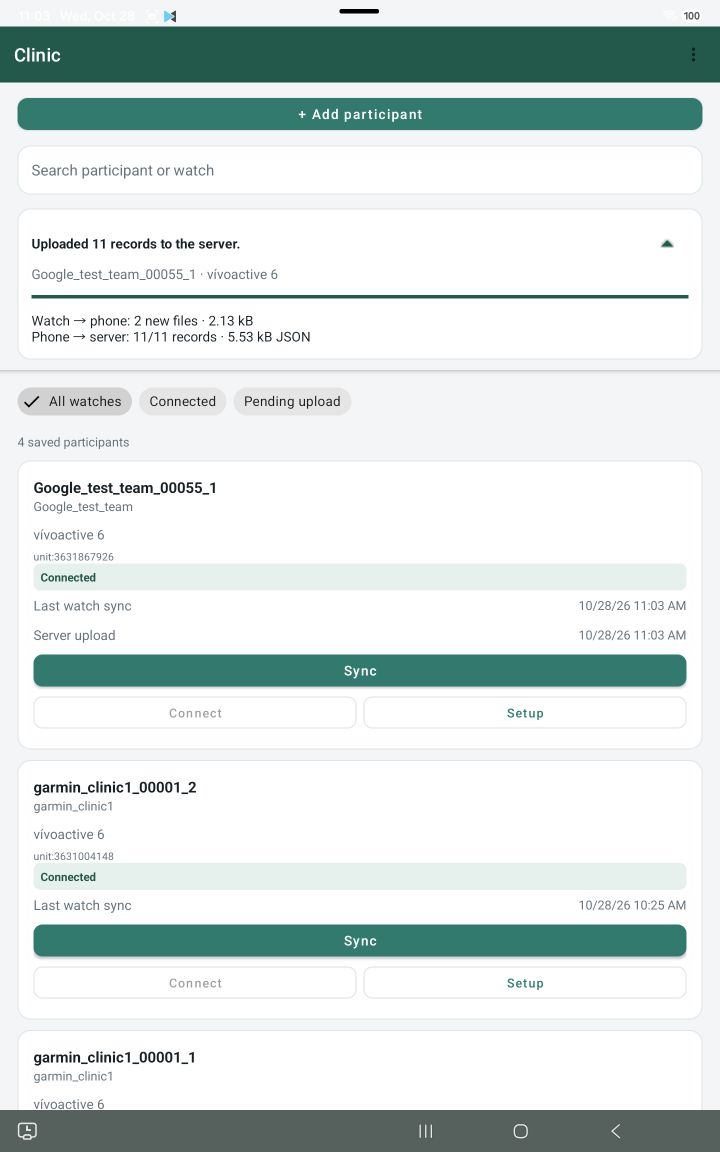 11:03 Wed, Oct 28
100
Clinic
+ Add participant
Search participant or watch
Uploaded 11 records to the server.
Google_test_team_00055_1 · vívoactive 6
Watch → phone: 2 new files · 2.13 kB
Phone → server: 11/11 records · 5.53 kB JSON
All watches Connected Pending upload
4 saved participants
Google_test_team_00055_1
Google_test_team
vívoactive 6
unit:3631867926
Connected
Last watch sync 10/28/26 11:03 AM
Server upload 10/28/26 11:03 AM
Sync
Connect Setup
garmin_clinic1_00001_2
garmin_clinic1
vívoactive 6
unit:3631004148
Connected
Last watch sync 10/28/26 10:25 AM
Sync
Connect Setup
garmin_clinic1_00001_1
garmin_clinic1
vívoactive 6